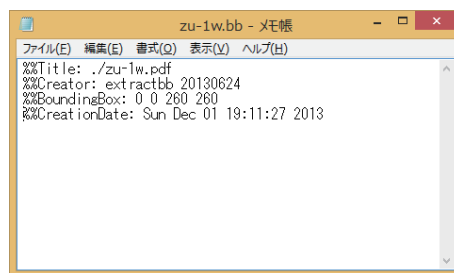 zu-1w.bb - メモ帳
ファイル(F) 編集(E) 書式(O) 表示(V) ヘルプ(H)
%%Title: ./zu-1w.pdf
%%Creator: extractbb 20130624
%%BoundingBox: 0 0 260 260
%%CreationDate: Sun Dec 01 19:11:27 2013